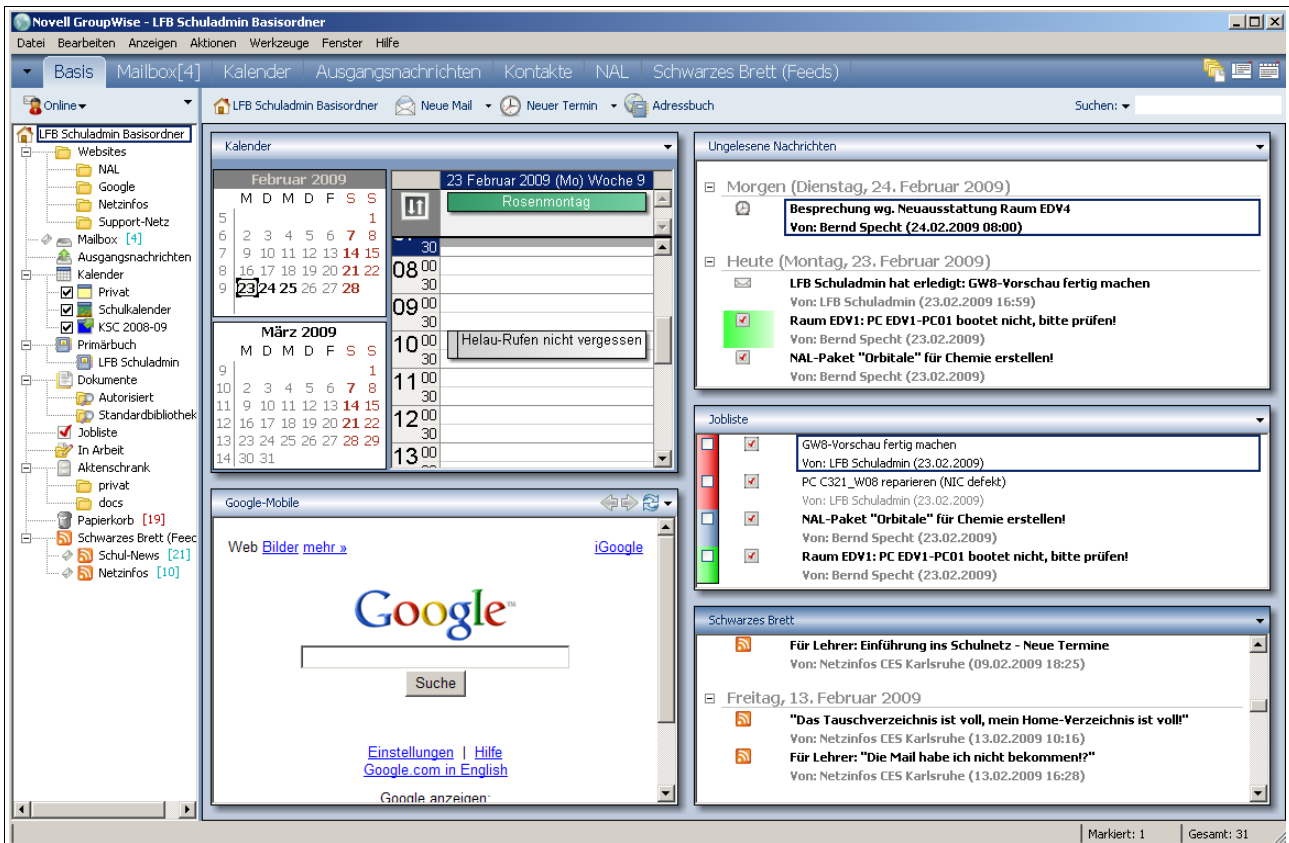 Novell GroupWise - LFB Schuladmin Basisordner
Datei Bearbeiten Anzeigen Aktionen Werkzeuge Fenster Hilfe
Basis Mailbox[4] Kalender Ausgangsnachrichten Kontakte NAL Schwarzes Brett (Feeds)
Online LFB Schuladmin Basisordner Neue Mail Neuer Termin Adressbuch Suchen:
LFB Schuladmin Basisordner
Websites
NAL
Google
Netzinfos
Support-Netz
Mailbox [4]
Ausgangsnachrichten
Kalender
Privat
Schulkalender
KSC 2008-09
Primärbuch
LFB Schuladmin
Dokumente
Autorisiert
Standardbibliothek
Jobliste
In Arbeit
Aktenschrank
privat
docs
Papierkorb [19]
Schwarzes Brett (Feed
Schul-News [21]
Netzinfos [10]
Kalender
Februar 2009
M D M D F S S
5 1
6 2 3 4 5 6 7 8
7 9 10 11 12 13 14 15
8 16 17 18 19 20 21 22
9 23 24 25 26 27 28
März 2009
M D M D F S S
9 1
10 2 3 4 5 6 7 8
11 9 10 11 12 13 14 15
12 16 17 18 19 20 21 22
13 23 24 25 26 27 28 29
14 30 31
23 Februar 2009 (Mo) Woche 9
Rosenmontag
30
08 00
30
09 00
30
10 00 Helau-Rufen nicht vergessen
30
11 00
30
12 00
30
13 00
Google-Mobile
Web Bilder mehr » iGoogle
Google™
Suche
Einstellungen | Hilfe
Google.com in English
Google anzeigen:
Ungelesene Nachrichten
Morgen (Dienstag, 24. Februar 2009)
Besprechung wg. Neuausstattung Raum EDV4
Von: Bernd Specht (24.02.2009 08:00)
Heute (Montag, 23. Februar 2009)
LFB Schuladmin hat erledigt: GW8-Vorschau fertig machen
Von: LFB Schuladmin (23.02.2009 16:59)
Raum EDV1: PC EDV1-PC01 bootet nicht, bitte prüfen!
Von: Bernd Specht (23.02.2009)
NAL-Paket "Orbitale" für Chemie erstellen!
Von: Bernd Specht (23.02.2009)
Jobliste
GW8-Vorschau fertig machen
Von: LFB Schuladmin (23.02.2009)
PC C321_W08 reparieren (NIC defekt)
Von: LFB Schuladmin (23.02.2009)
NAL-Paket "Orbitale" für Chemie erstellen!
Von: Bernd Specht (23.02.2009)
Raum EDV1: PC EDV1-PC01 bootet nicht, bitte prüfen!
Von: Bernd Specht (23.02.2009)
Schwarzes Brett
Für Lehrer: Einführung ins Schulnetz - Neue Termine
Von: Netzinfos CES Karlsruhe (09.02.2009 18:25)
Freitag, 13. Februar 2009
"Das Tauschverzeichnis ist voll, mein Home-Verzeichnis ist voll!"
Von: Netzinfos CES Karlsruhe (13.02.2009 10:16)
Für Lehrer: "Die Mail habe ich nicht bekommen!?"
Von: Netzinfos CES Karlsruhe (13.02.2009 16:28)
Markiert: 1 Gesamt: 31